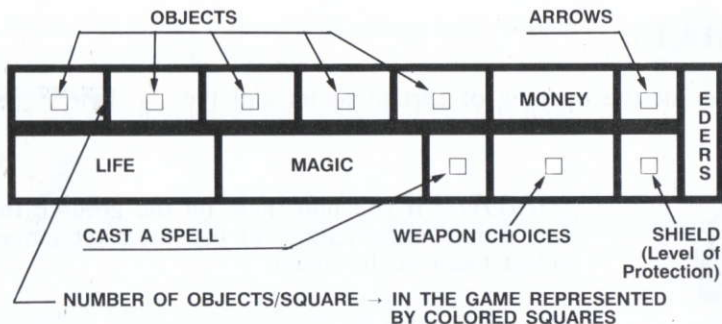 OBJECTS
ARROWS
MONEY
EDERS
LIFE
MAGIC
CAST A SPELL
WEAPON CHOICES
SHIELD
(Level of
Protection)
NUMBER OF OBJECTS/SQUARE → IN THE GAME REPRESENTED
BY COLORED SQUARES